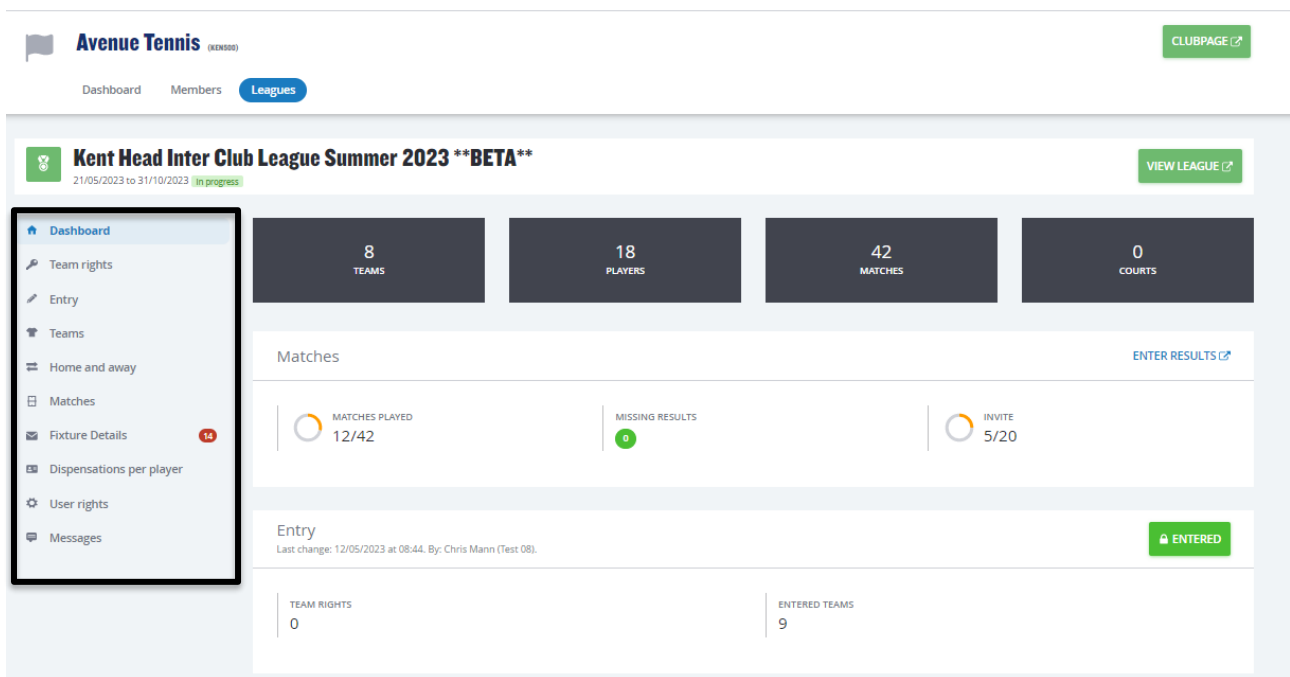 Avenue Tennis (KENS00)
CLUBPAGE
Dashboard Members Leagues
Kent Head Inter Club League Summer 2023 **BETA**
21/05/2023 to 31/10/2023 In progress
VIEW LEAGUE
Dashboard
Team rights
Entry
Teams
Home and away
Matches
Fixture Details 14
Dispensations per player
User rights
Messages
8
TEAMS
18
PLAYERS
42
MATCHES
0
COURTS
Matches
ENTER RESULTS
MATCHES PLAYED
12/42
MISSING RESULTS
0
INVITE
5/20
Entry
Last change: 12/05/2023 at 08:44. By: Chris Mann (Test 08).
ENTERED
TEAM RIGHTS
0
ENTERED TEAMS
9